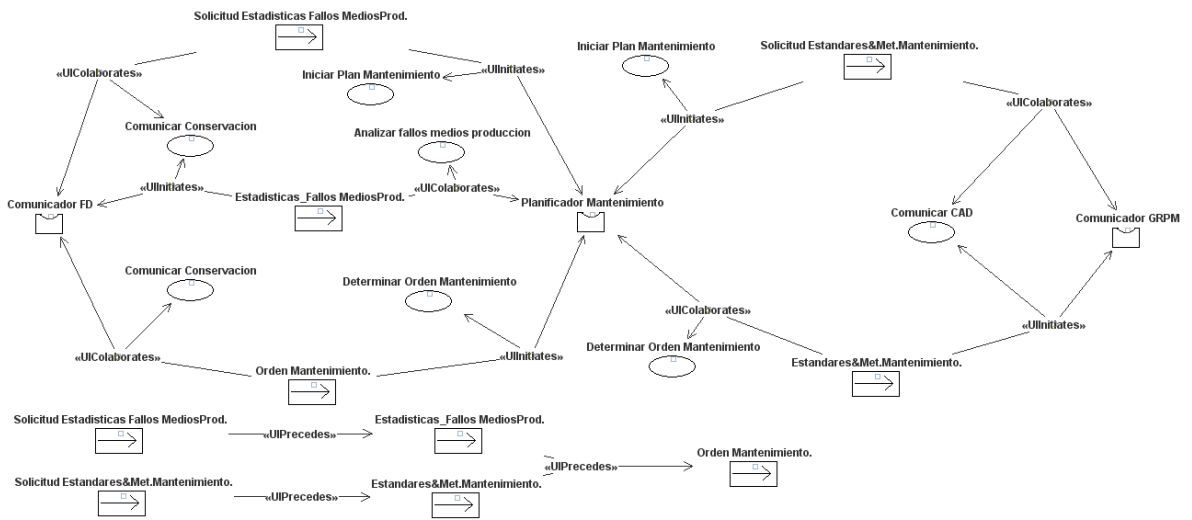 Solicitud Estadisticas Fallos MediosProd.
Iniciar Plan Mantenimiento
Solicitud Estandares&Met.Mantenimiento.
«UIColaborates»
Iniciar Plan Mantenimiento
«UIInitiates»
«UIColaborates»
Comunicar Conservacion
Analizar fallos medios produccion
«UIInitiates»
«UIInitiates»
Estadisticas_Fallos MediosProd.
«UIColaborates»
Comunicador FD
Planificador Mantenimiento
Comunicar CAD
Comunicador GRPM
Comunicar Conservacion
Determinar Orden Mantenimiento
«UIColaborates»
«UIInitiates»
«UIColaborates»
«UIInitiates»
Determinar Orden Mantenimiento
Orden Mantenimiento.
Estandares&Met.Mantenimiento.
Solicitud Estadisticas Fallos MediosProd.
Estadisticas_Fallos MediosProd.
«UIPrecedes»
Orden Mantenimiento.
«UIPrecedes»
Solicitud Estandares&Met.Mantenimiento.
Estandares&Met.Mantenimiento.
«UIPrecedes»